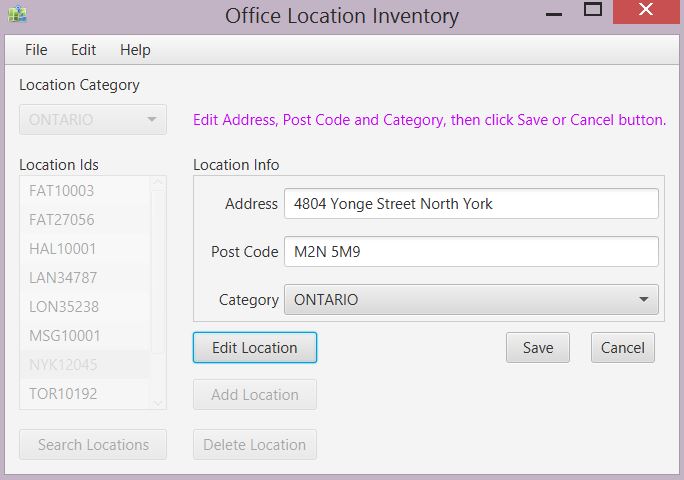 Office Location Inventory
File Edit Help
Location Category
ONTARIO
Edit Address, Post Code and Category, then click Save or Cancel button.
Location Ids
FAT10003
FAT27056
HAL10001
LAN34787
LON35238
MSG10001
NYK12045
TOR10192
Search Locations
Location Info
Address 4804 Yonge Street North York
Post Code M2N 5M9
Category ONTARIO
Edit Location Save Cancel
Add Location
Delete Location